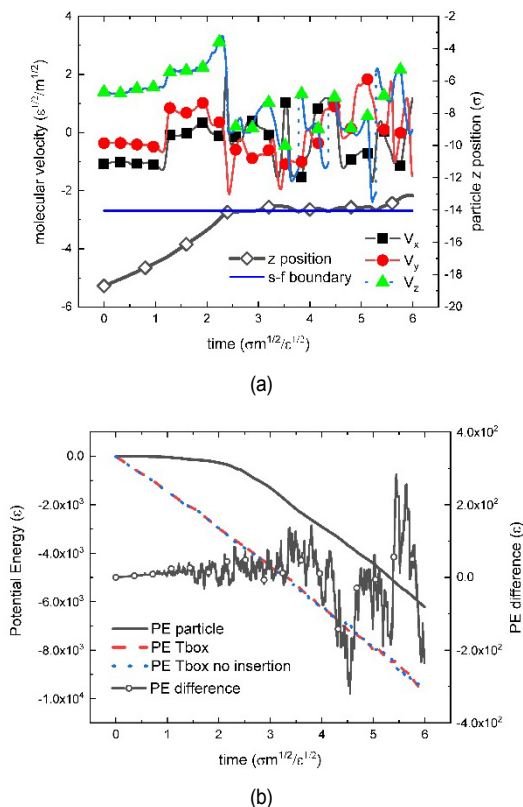 molecular velocity (ε^1/2/m^1/2)
6
4
2
0
-2
-4
-6
-2
-4
-6
-8
-10
-12
-14
-16
-18
-20
particle z position (σ)
z position
s-f boundary
Vx
Vy
Vz
0 1 2 3 4 5 6
time (σm^1/2/ε^1/2)
(a)
Potential Energy (ε)
0.0
-2.0x10^3
-4.0x10^3
-6.0x10^3
-8.0x10^3
-1.0x10^4
4.0x10^2
2.0x10^2
0.0
-2.0x10^2
-4.0x10^2
PE difference (ε)
PE particle
PE Tbox
PE Tbox no insertion
PE difference
0 1 2 3 4 5 6
time (σm^1/2/ε^1/2)
(b)